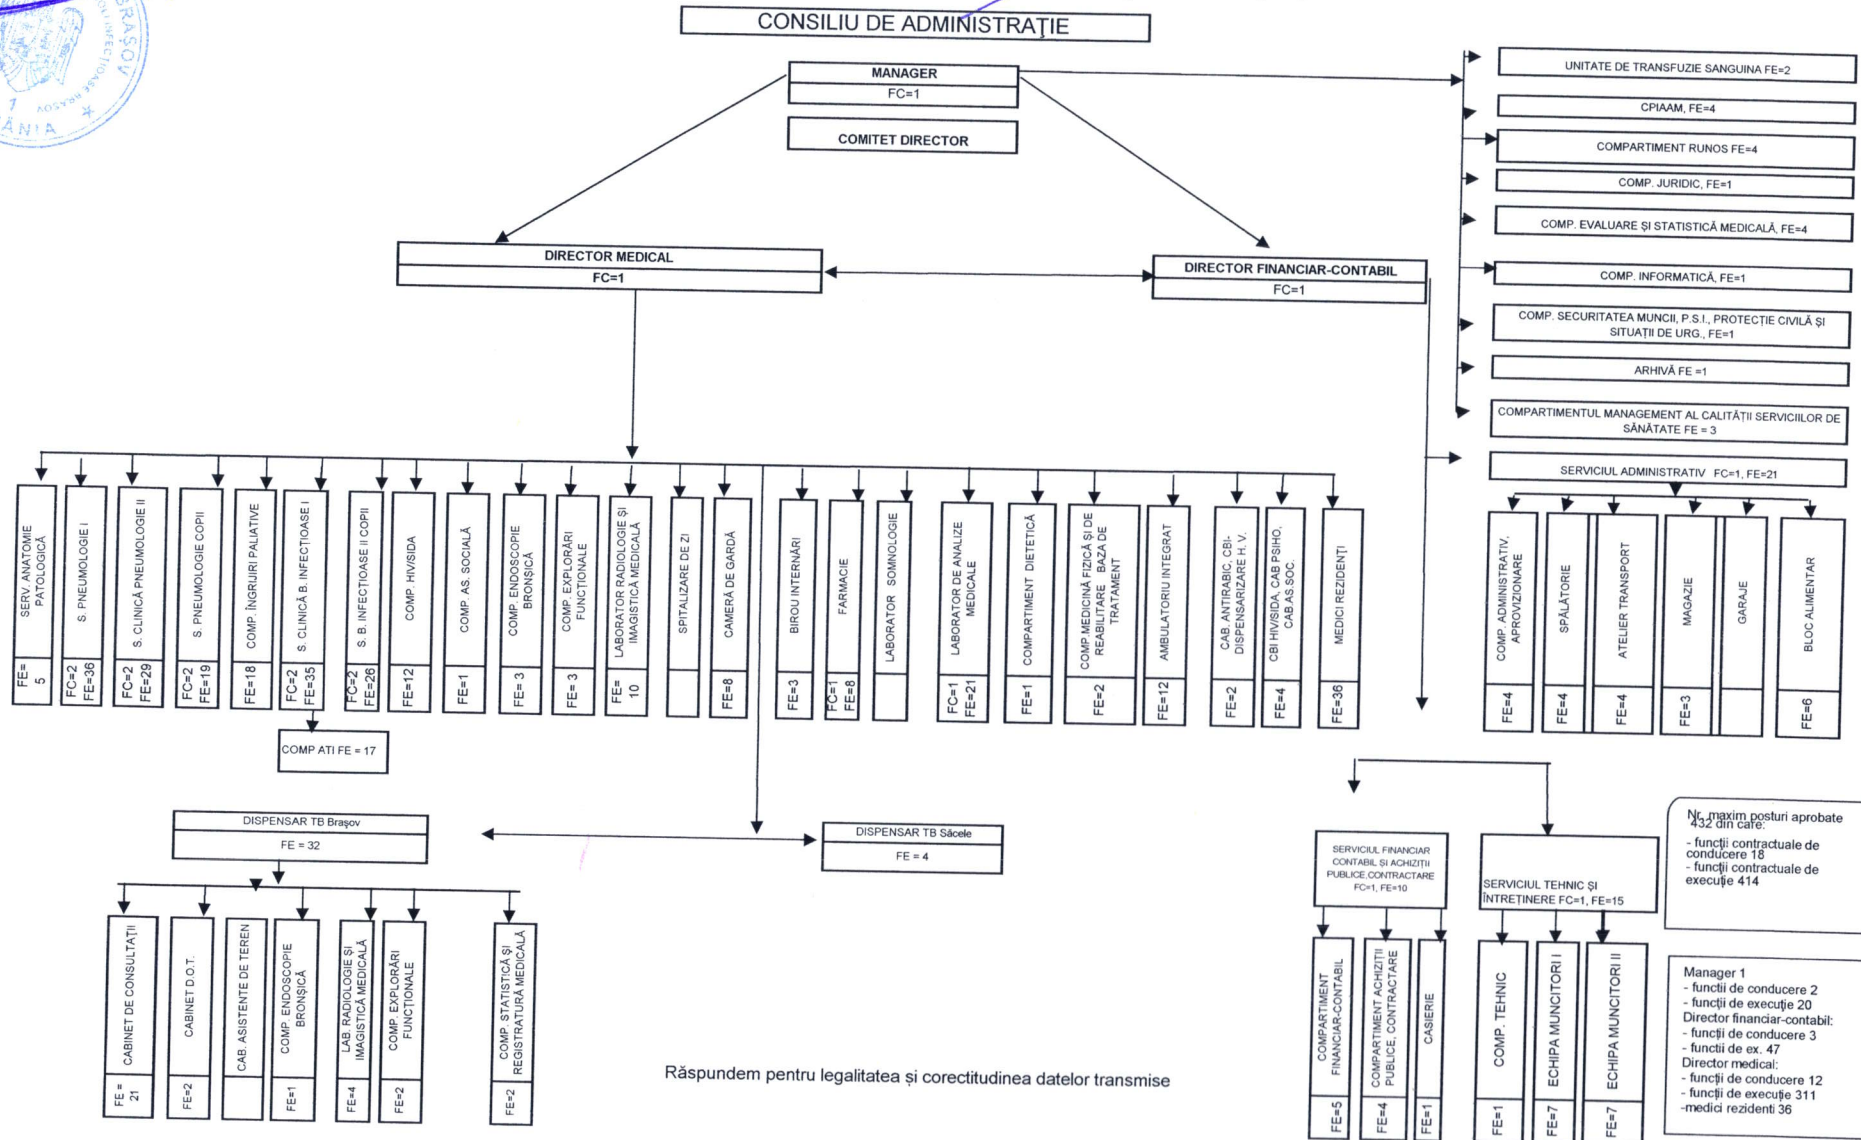 BRAȘOV
BOLI INFECȚIOASE BRAȘOV
1
ÂNIA
CONSILIU DE ADMINISTRAŢIE
MANAGER
FC=1
COMITET DIRECTOR
DIRECTOR MEDICAL
FC=1
DIRECTOR FINANCIAR-CONTABIL
FC=1
UNITATE DE TRANSFUZIE SANGUINA FE=2
CPIAAM, FE=4
COMPARTIMENT RUNOS FE=4
COMP. JURIDIC, FE=1
COMP. EVALUARE ȘI STATISTICĂ MEDICALĂ, FE=4
COMP. INFORMATICĂ, FE=1
COMP. SECURITATEA MUNCII, P.S.I., PROTECȚIE CIVILĂ ȘI
SITUAȚII DE URG., FE=1
ARHIVĂ FE =1
COMPARTIMENTUL MANAGEMENT AL CALITĂȚII SERVICIILOR DE
SĂNĂTATE FE = 3
SERVICIUL ADMINISTRATIV FC=1, FE=21
SERV. ANATOMIE
PATOLOGICĂ
FE=
5
S. PNEUMOLOGIE I
FC=2
FE=36
S. CLINICĂ PNEUMOLOGIE II
FC=2
FE=29
S. PNEUMOLOGIE COPII
FC=2
FE=19
COMP. ÎNGRIJIRI PALIATIVE
FE=18
S. CLINICĂ B. INFECȚIOASE I
FC=2
FE=35
S. B. INFECȚIOASE II COPII
FC=2
FE=26
COMP. HIV/SIDA
FE=12
COMP. AS. SOCIALĂ
FE=1
COMP. ENDOSCOPIE
BRONȘICĂ
FE= 3
COMP. EXPLORĂRI
FUNCȚIONALE
FE= 3
LABORATOR RADIOLOGIE ȘI
IMAGISTICĂ MEDICALĂ
FE=
10
SPITALIZARE DE ZI
CAMERĂ DE GARDĂ
FE=8
BIROU INTERNĂRI
FE=3
FARMACIE
FC=1
FE=8
LABORATOR SOMNOLOGIE
LABORATOR DE ANALIZE
MEDICALE
FC=1
FE=21
COMPARTIMENT DIETETICĂ
FE=1
COMP.MEDICINĂ FIZICĂ ȘI DE
REABILITARE BAZA DE
TRATAMENT
FE=2
AMBULATORIU INTEGRAT
FE=12
CAB. ANTIRABIC, CBI-
DISPENSARIZARE H. V.
FE=2
CBI HIV/SIDA, CAB PSIHO,
CAB.AS.SOC.
FE=4
MEDICI REZIDENȚI
FE=36
COMP. ADMINISTRATIV,
APROVIZIONARE
FE=4
SPĂLĂTORIE
FE=4
ATELIER TRANSPORT
FE=4
MAGAZIE
FE=3
GARAJE
BLOC ALIMENTAR
FE=6
COMP ATI FE = 17
DISPENSAR TB Brașov
FE = 32
DISPENSAR TB Săcele
FE = 4
CABINET DE CONSULTAȚII
FE =
21
CABINET D.O.T.
FE=2
CAB. ASISTENTE DE TEREN
COMP. ENDOSCOPIE
BRONȘICĂ
FE=1
LAB. RADIOLOGIE ȘI
IMAGISTICĂ MEDICALĂ
FE=4
COMP. EXPLORĂRI
FUNCȚIONALE
FE=2
COMP. STATISTICĂ ȘI
REGISTRATURĂ MEDICALĂ
FE=2
SERVICIUL FINANCIAR
CONTABIL ȘI ACHIZIȚII
PUBLICE,CONTRACTARE
FC=1, FE=10
SERVICIUL TEHNIC ȘI
ÎNTREȚINERE FC=1, FE=15
COMPARTIMENT
FINANCIAR-CONTABIL
FE=5
COMPARTIMENT ACHIZIȚII
PUBLICE, CONTRACTARE
FE=4
CASIERIE
FE=1
COMP. TEHNIC
FE=1
ECHIPA MUNCITORI I
FE=7
ECHIPA MUNCITORI II
FE=7
Nr. maxim posturi aprobate
432 din care:
- funcții contractuale de
conducere 18
- funcții contractuale de
execuție 414
Manager 1
- functii de conducere 2
- funcții de execuție 20
Director financiar-contabil:
- funcții de conducere 3
- functii de ex. 47
Director medical:
- funcții de conducere 12
- funcții de execuție 311
-medici rezidenti 36
Răspundem pentru legalitatea și corectitudinea datelor transmise